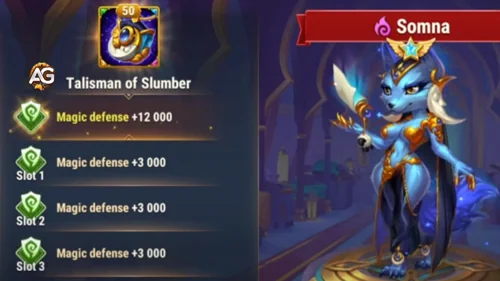 50
AG
Talisman of Slumber
Magic defense +12 000
Magic defense +3 000
Slot 1
Magic defense +3 000
Slot 2
Magic defense +3 000
Slot 3
Somna